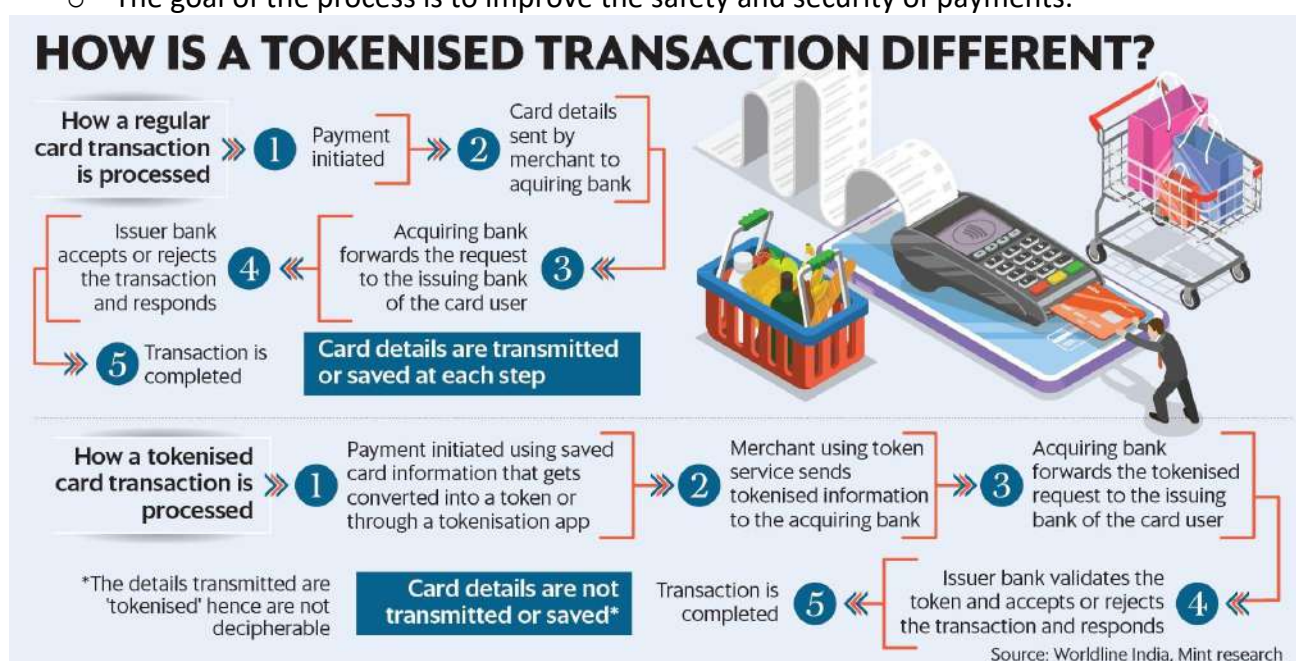 o The goal of the process is to improve the safety and security of payments.
HOW IS A TOKENISED TRANSACTION DIFFERENT?
How a regular
card transaction
is processed
1
Payment
initiated
2
Card details
sent by
merchant to
aquiring bank
3
Acquiring bank
forwards the request
to the issuing bank
of the card user
4
Issuer bank
accepts or rejects
the transaction
and responds
5
Transaction is
completed
Card details are transmitted
or saved at each step
How a tokenised
card transaction is
processed
1
Payment initiated using saved
card information that gets
converted into a token or
through a tokenisation app
2
Merchant using token
service sends
tokenised information
to the acquiring bank
3
Acquiring bank
forwards the tokenised
request to the issuing
bank of the card user
4
Issuer bank validates the
token and accepts or rejects
the transaction and responds
5
Transaction is
completed
Card details are not
transmitted or saved*
*The details transmitted are
'tokenised' hence are not
decipherable
Source: Worldline India, Mint research